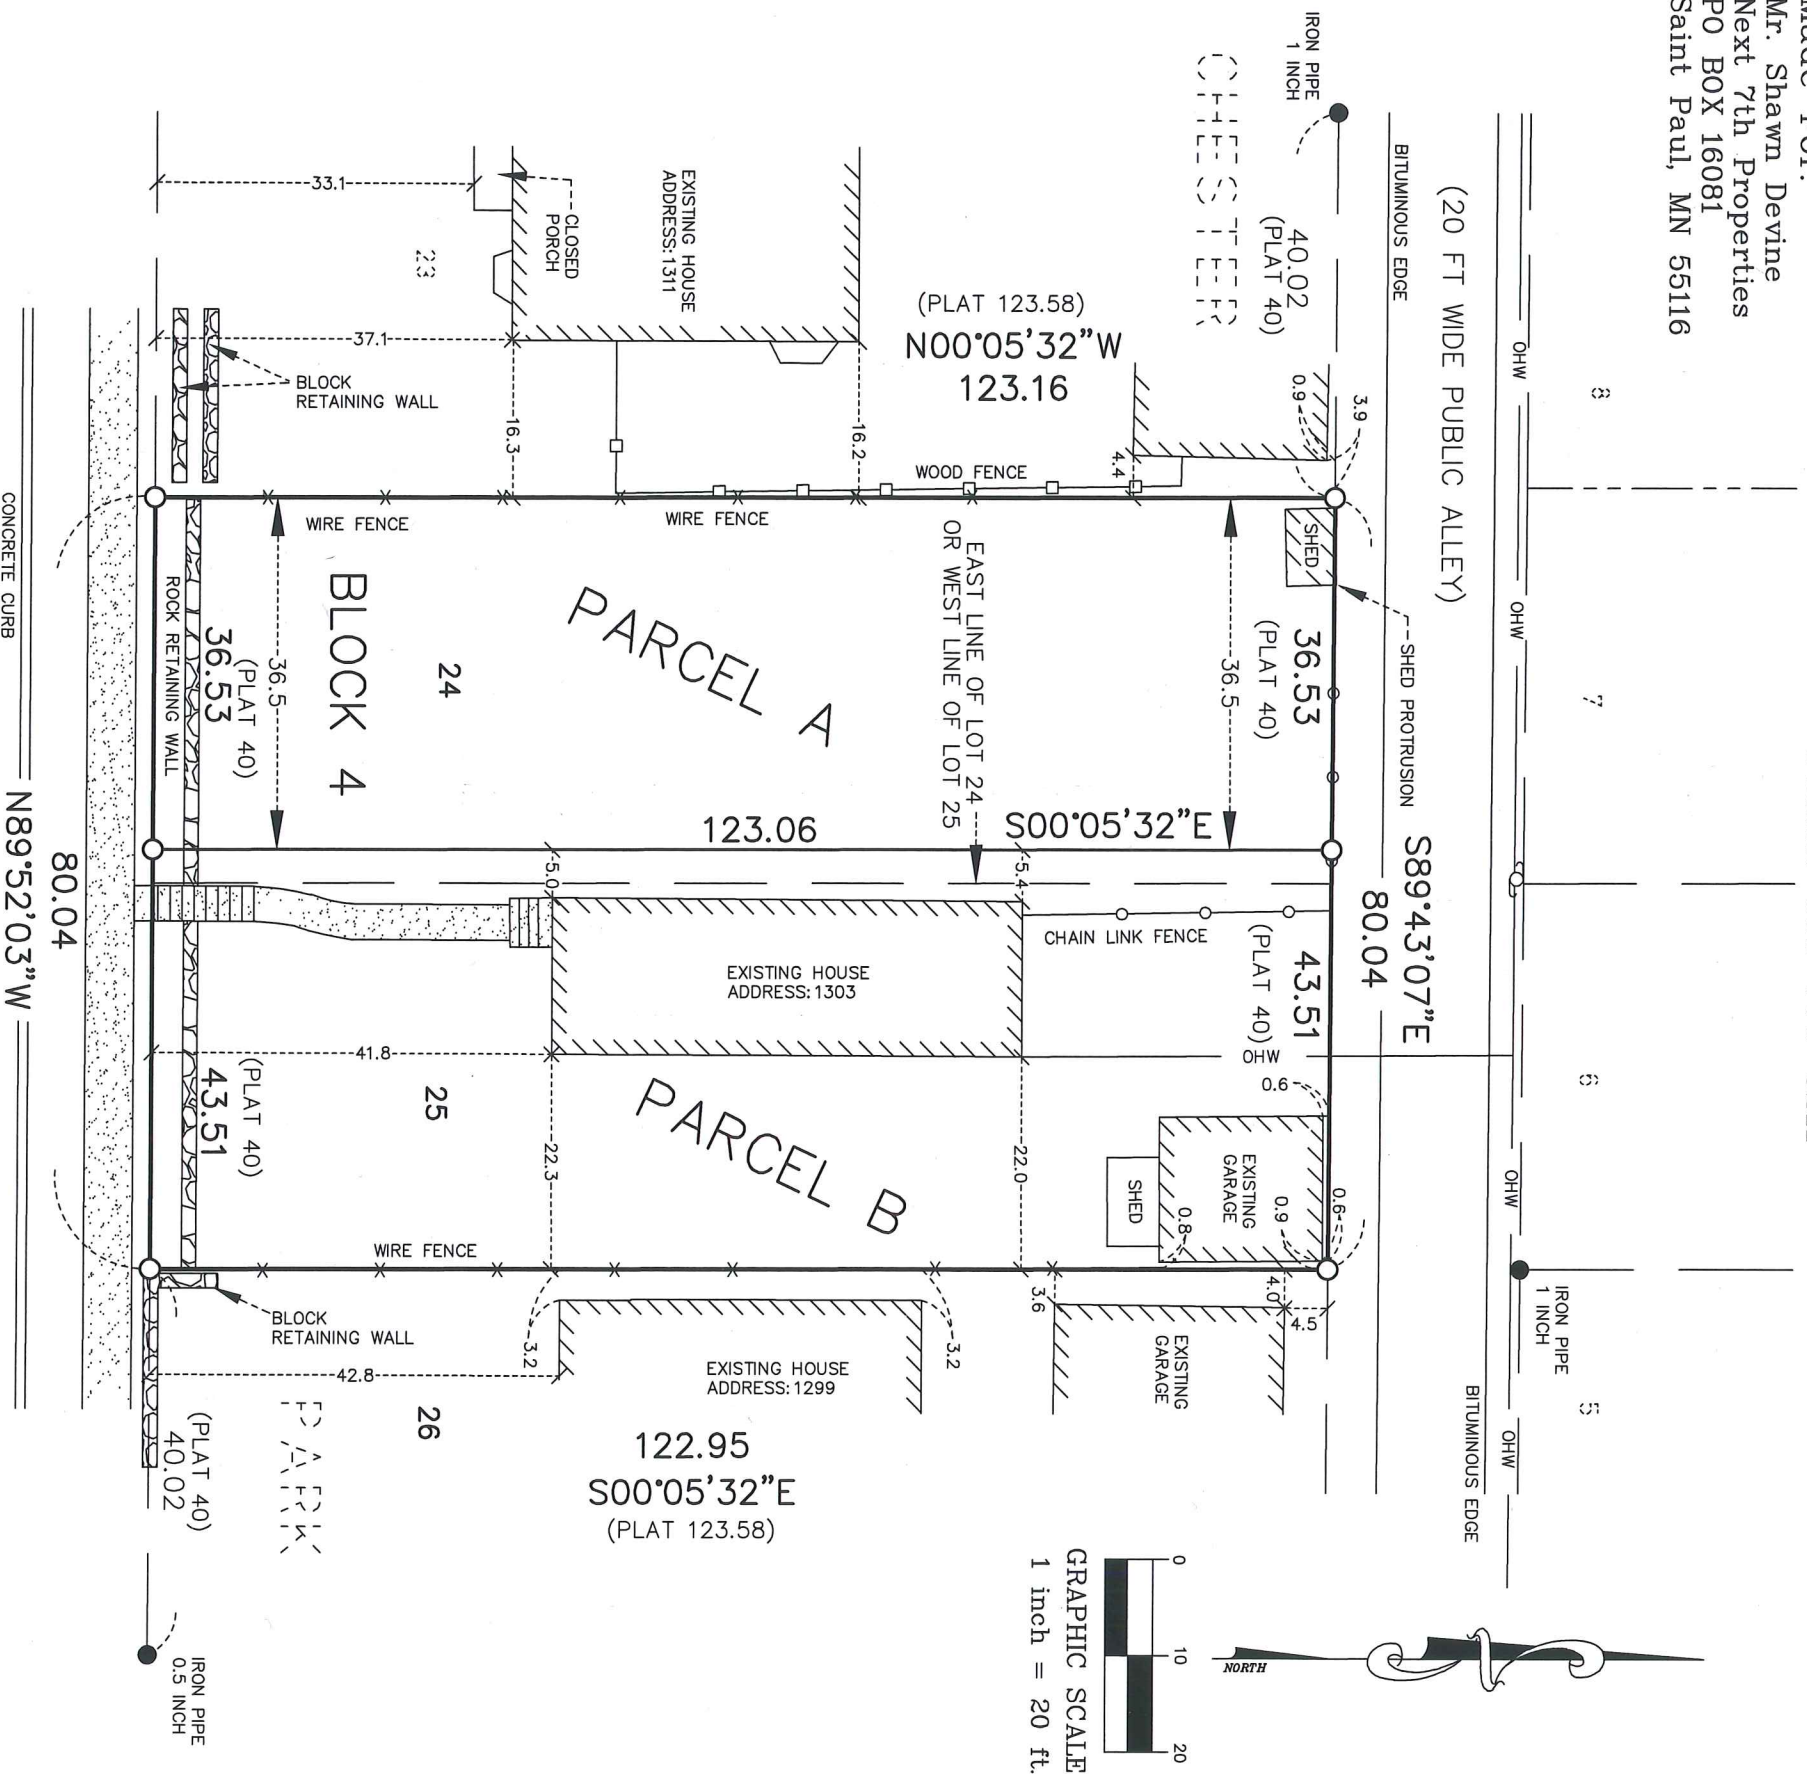 Mr. Shawn Devine
Next 7th Properties
PO BOX 16081
Saint Paul, MN 55116
8
7
6
5
OHW
OHW
OHW
OHW
IRON PIPE
1 INCH
BITUMINOUS EDGE
(20 FT WIDE PUBLIC ALLEY)
BITUMINOUS EDGE
IRON PIPE
1 INCH
CHESTER
40.02
(PLAT 40)
0.9
3.9
SHED
SHED PROTRUSION
S89°43'07"E
80.04
36.53
(PLAT 40)
36.5
43.51
(PLAT 40)
OHW
0.6
0.6
0.9
0.8
EXISTING
GARAGE
SHED
4.0
4.5
3.6
EXISTING
GARAGE
(PLAT 123.58)
N00°05'32"W
123.16
4.4
WOOD FENCE
WIRE FENCE
WIRE FENCE
16.2
16.3
EXISTING HOUSE
ADDRESS:1311
CLOSED
PORCH
33.1
37.1
23
BLOCK
RETAINING WALL
PARCEL A
EAST LINE OF LOT 24
OR WEST LINE OF LOT 25
123.06
S00°05'32"E
5.4
5.0
CHAIN LINK FENCE
EXISTING HOUSE
ADDRESS:1303
24
BLOCK 4
36.5
(PLAT 40)
36.53
ROCK RETAINING WALL
PARCEL B
22.0
22.3
41.8
25
(PLAT 40)
43.51
WIRE FENCE
BLOCK
RETAINING WALL
3.2
3.2
EXISTING HOUSE
ADDRESS:1299
42.8
26
122.95
S00°05'32"E
(PLAT 123.58)
PARK
(PLAT 40)
40.02
IRON PIPE
0.5 INCH
CONCRETE CURB
80.04
N89°52'03"W
0
10
20
GRAPHIC SCALE
1 inch = 20 ft.
NORTH